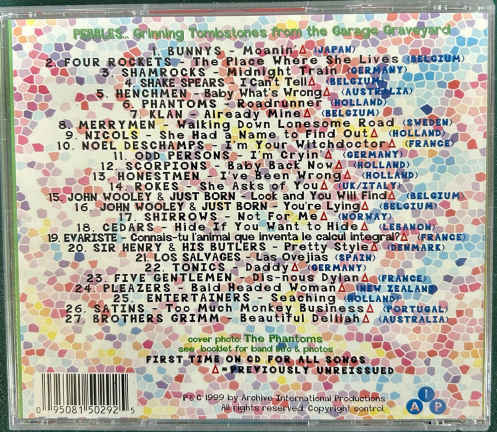 PEBBLES.. Grinning Tombstones from the Garage Graveyard
1. BUNNYS - Moanin' Δ (JAPAN)
2. FOUR ROCKETS - The Place Where She Lives (BELGIUM)
3. SHAMROCKS - Midnight Train (GERMANY)
4. SHAKE SPEARS - I Can't Tell Δ (BELGIUM)
5. HENCHMEN - Baby What's Wrong Δ (AUSTRALIA)
6. PHANTOMS - Roadrunner (HOLLAND)
7. KLAN - Already Mine Δ (BELGIUM)
8. MERRYMEN - Walking Down Lonesome Road (SWEDEN)
9. NICOLS - She Had a Name to Find Out Δ (HOLLAND)
10. NOEL DESCHAMPS - I'm Your Witchdoctor Δ (FRANCE)
11. ODD PERSONS - I'm Cryin' Δ (GERMANY)
12. SCORPIONS - Baby Back Now Δ (HOLLAND)
13. HONESTMEN - I've Been Wrong (HOLLAND)
14. ROKES - She Asks of You Δ (UK/ITALY)
15. JOHN WOOLEY & JUST BORN - Look and You Will Find Δ (BELGIUM)
16. JOHN WOOLEY & JUST BORN - You're Lying Δ (BELGIUM)
17. SHIRROWS - Not For Me Δ (NORWAY)
18. CEDARS - Hide If You Want to Hide Δ (LEBANON)
19. EVARISTE - Connais-tu l'animal que inventa le calcul integral? Δ (FRANCE)
20. SIR HENRY & HIS BUTLERS - Pretty Style Δ (DENMARK)
21. LOS SALVAGES - Las Ovejias (SPAIN)
22. TONICS - Daddy Δ (GERMANY)
23. FIVE GENTLEMEN - Dis-nous Dylan Δ (FRANCE)
24. PLEAZERS - Bald Headed Woman Δ (NEW ZEALAND)
25. ENTERTAINERS - Seaching (HOLLAND)
26. SATINS - Too Much Monkey Business Δ (PORTUGAL)
27. BROTHERS GRIMM - Beautiful Delilah Δ (AUSTRALIA)
cover photo: The Phantoms
see booklet for band info & photos
FIRST TIME ON CD FOR ALL SONGS
Δ =PREVIOUSLY UNREISSUED
P& C 1999 by Archive International Productions
All rights reserved. Copyright control.
0 95081 50292 5
AIP